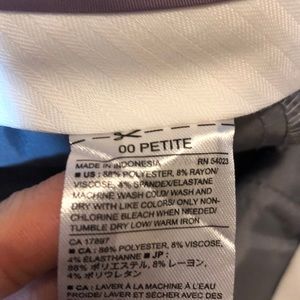 00 PETITE
MADE IN INDONESIA RN 54023
■ US : 88% POLYESTER, 8% RAYON/
VISCOSE, 4% SPANDEX/ELASTANE
MACHINE WASH COLD/ WASH AND
DRY WITH LIKE COLORS/ ONLY NON-
CHLORINE BLEACH WHEN NEEDED/
TUMBLE DRY LOW/ WARM IRON
CA 17897
■ CA : 88% POLYESTER, 8% VISCOSE,
4% ÉLASTHANNE ■ JP :
88% ポリエステル, 8% レーヨン,
4% ポリウレタン
LAVER À LA MACHINE À L'EAU
FROIDE/ LAVER ET SÉCHER AVEC DES